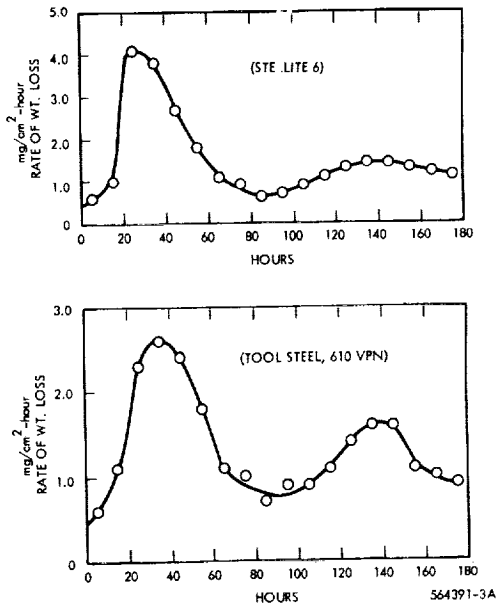 5.0
4.0
3.0
2.0
1.0
0
mg/cm²-hour
RATE OF WT. LOSS
(STE .LITE 6)
0 20 40 60 80 100 120 140 160 180
HOURS
3.0
2.0
1.0
0
mg/cm²-hour
RATE OF WT. LOSS
(TOOL STEEL, 610 VPN)
0 20 40 60 80 100 120 140 160 180
HOURS
564391-3A